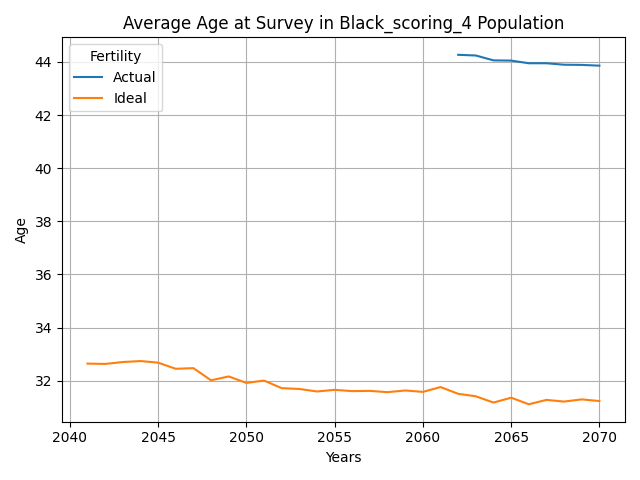 Average Age at Survey in Black_scoring_4 Population
Fertility
Actual
Ideal
Age
44
42
40
38
36
34
32
2040
2045
2050
2055
2060
2065
2070
Years